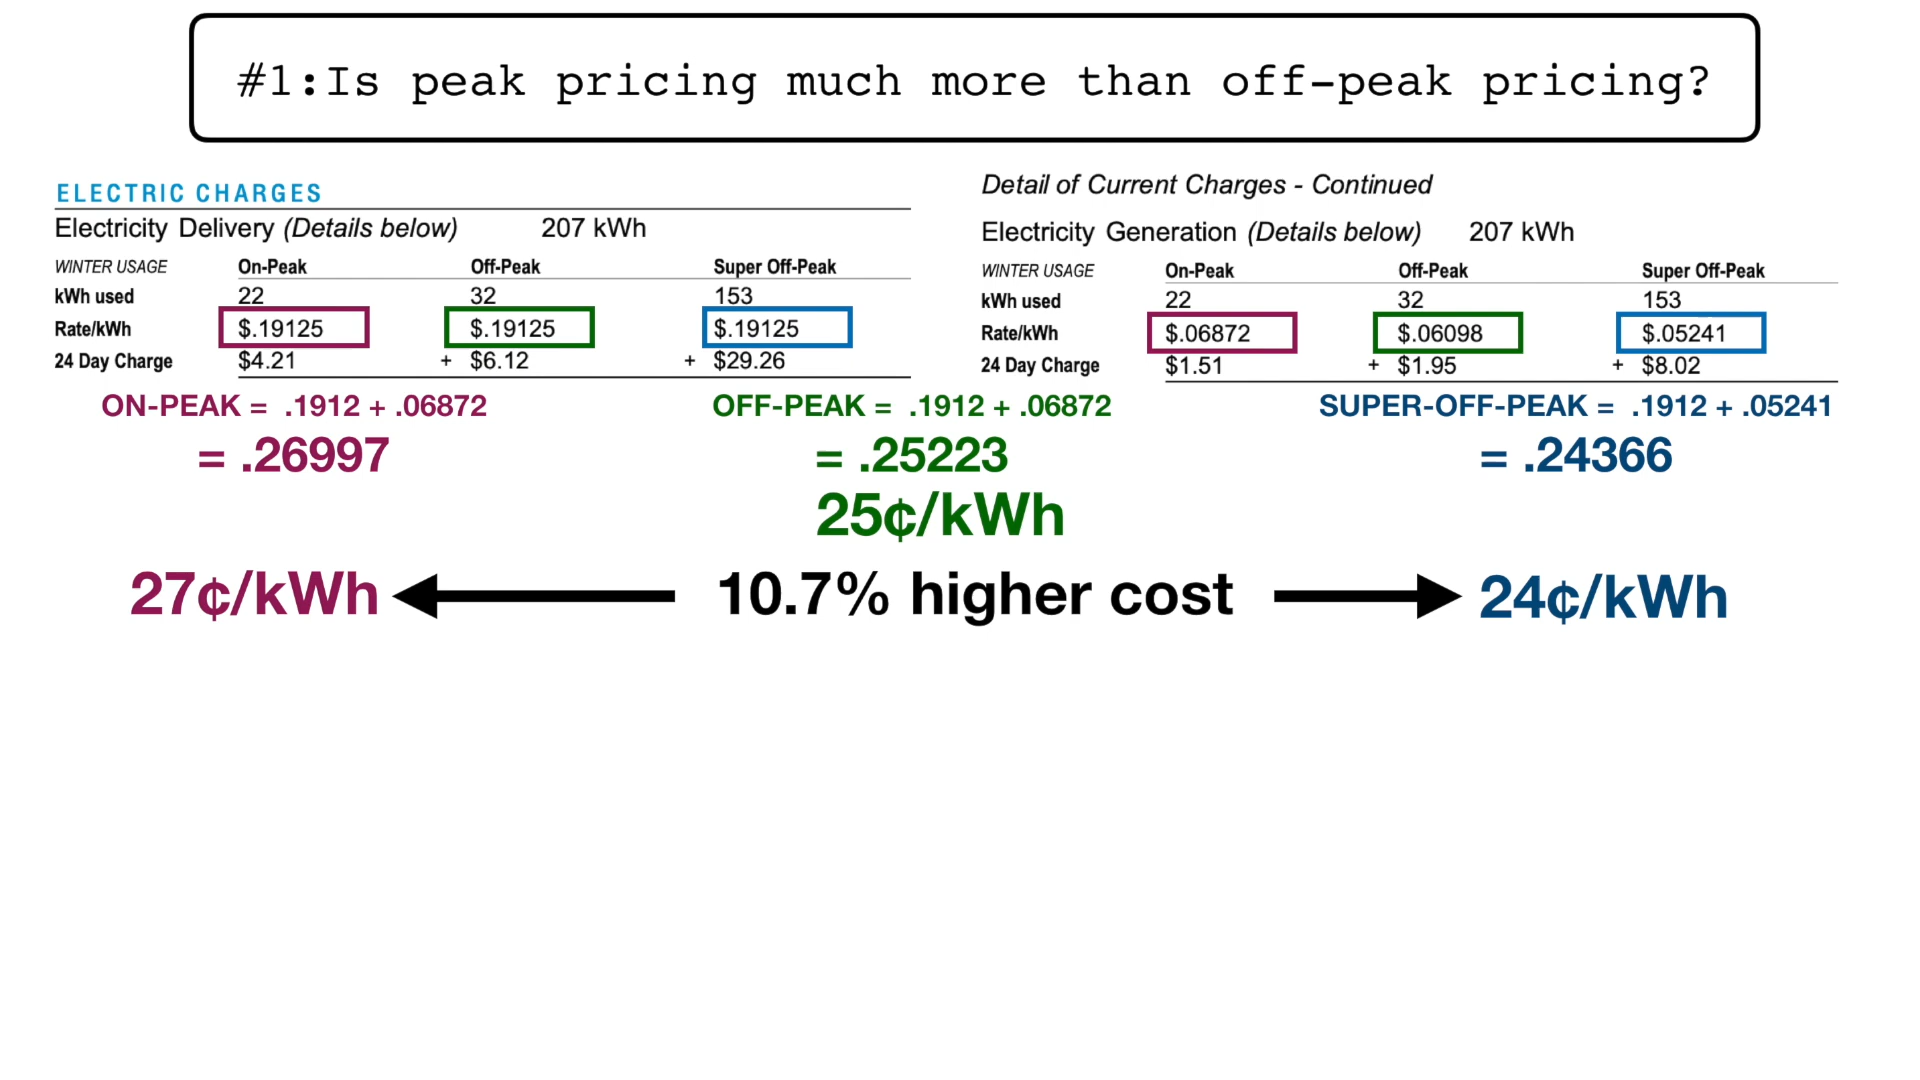 #1:Is peak pricing much more than off-peak pricing?
ELECTRIC CHARGES
Electricity Delivery (Details below) 207 kWh
WINTER USAGE On-Peak Off-Peak Super Off-Peak
kWh used 22 32 153
Rate/kWh $.19125 $.19125 $.19125
24 Day Charge $4.21 + $6.12 + $29.26
Detail of Current Charges - Continued
Electricity Generation (Details below) 207 kWh
WINTER USAGE On-Peak Off-Peak Super Off-Peak
kWh used 22 32 153
Rate/kWh $.06872 $.06098 $.05241
24 Day Charge $1.51 + $1.95 + $8.02
ON-PEAK = .1912 + .06872
= .26997
OFF-PEAK = .1912 + .06872
= .25223
25¢/kWh
SUPER-OFF-PEAK = .1912 + .05241
= .24366
27¢/kWh 10.7% higher cost 24¢/kWh